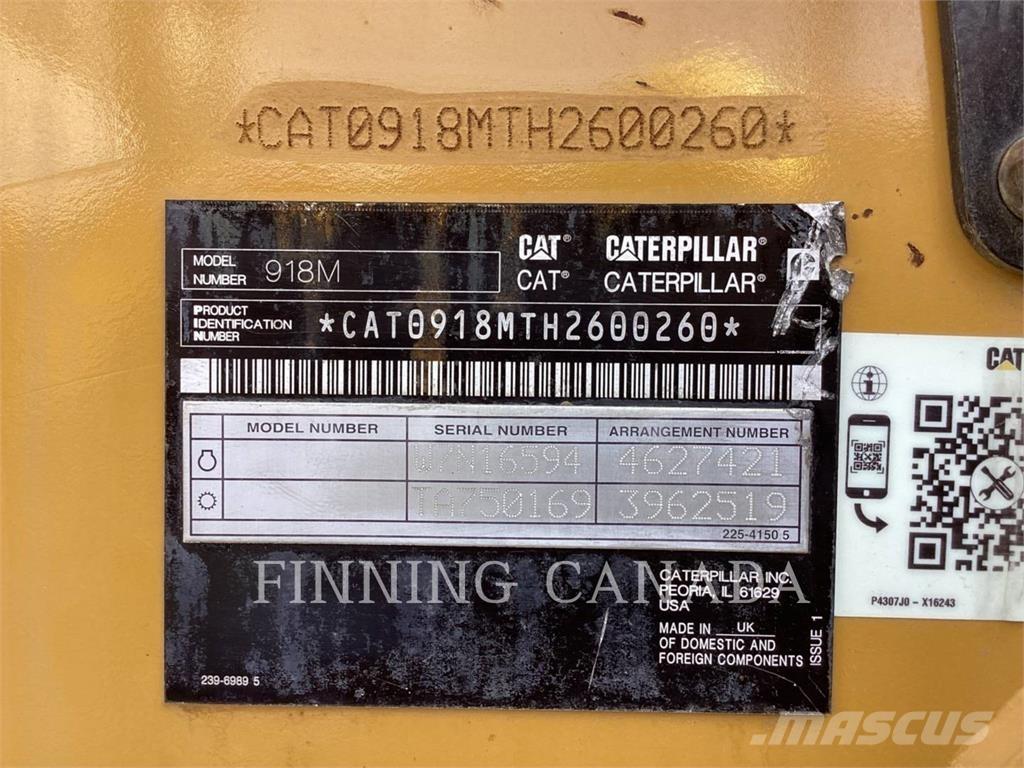 *CAT0918MTH2600260*
MODEL NUMBER 918M
CAT® CATERPILLAR®
CAT® CATERPILLAR®
PRODUCT IDENTIFICATION NUMBER *CAT0918MTH2600260*
MODEL NUMBER SERIAL NUMBER ARRANGEMENT NUMBER
4627421
TA750169 3962519
225-4150 5
FINNING CANADA
CATERPILLAR INC.
PEORIA, IL 61629
USA
MADE IN UK
OF DOMESTIC AND
FOREIGN COMPONENTS
ISSUE 1
239-6989 5
CAT
P4307J0 - X16243
MASCUS